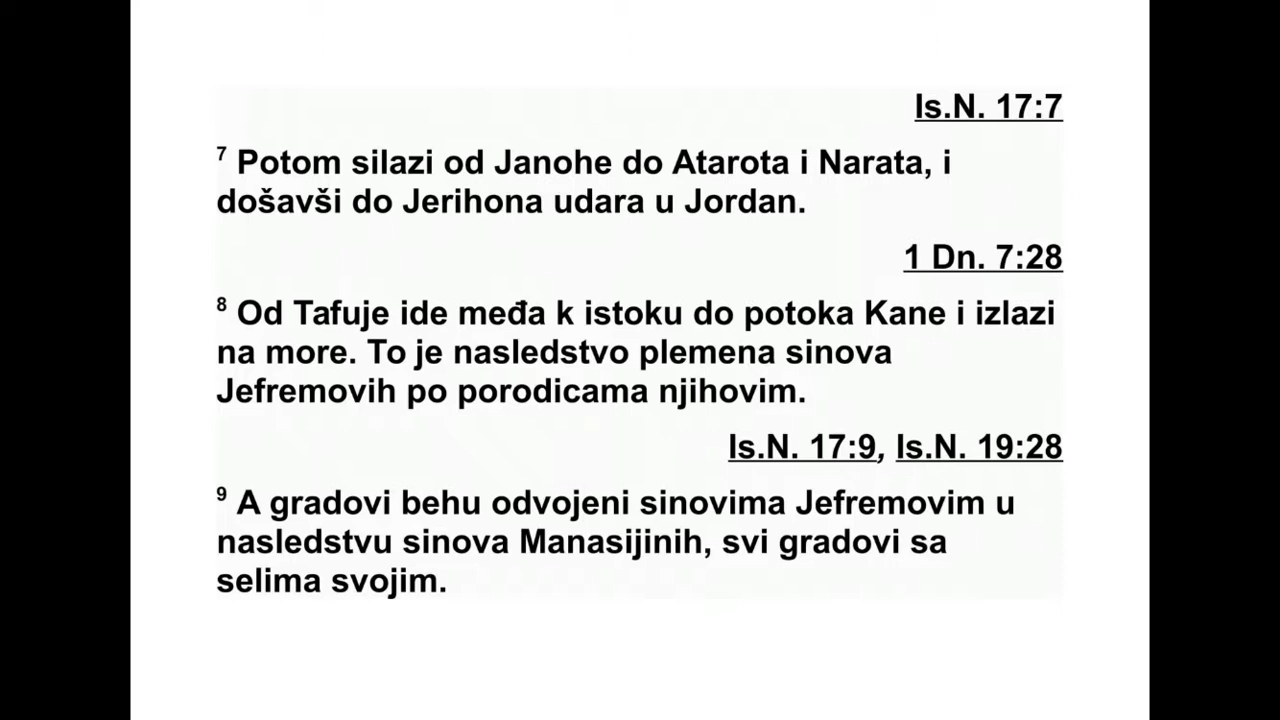 Is.N. 17:7
7 Potom silazi od Janohe do Atarota i Narata, i
došavši do Jerihona udara u Jordan.
1 Dn. 7:28
8 Od Tafuje ide međa k istoku do potoka Kane i izlazi
na more. To je nasledstvo plemena sinova
Jefremovih po porodicama njihovim.
Is.N. 17:9, Is.N. 19:28
9 A gradovi behu odvojeni sinovima Jefremovim u
nasledstvu sinova Manasijinih, svi gradovi sa
selima svojim.